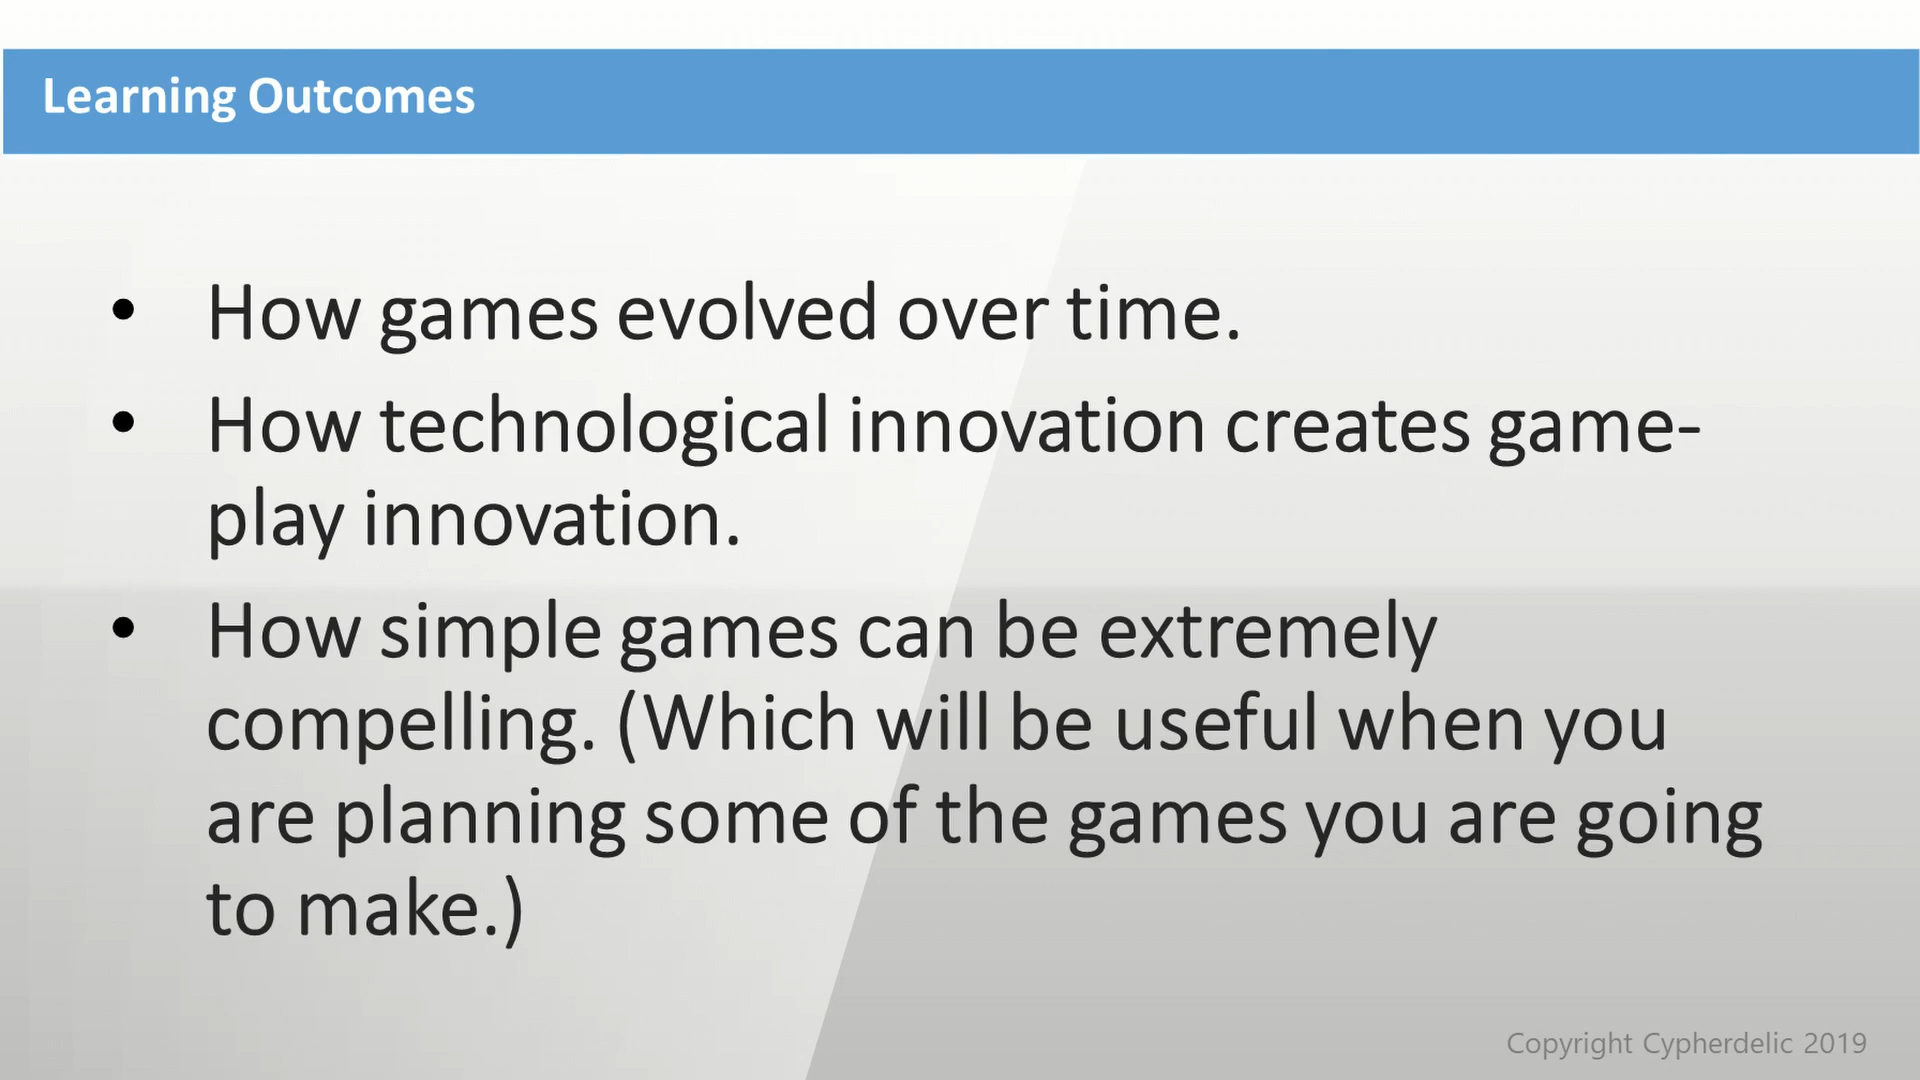 Learning Outcomes
• How games evolved over time.
• How technological innovation creates game-
play innovation.
• How simple games can be extremely
compelling. (Which will be useful when you
are planning some of the games you are going
to make.)
Copyright Cypherdelic 2019